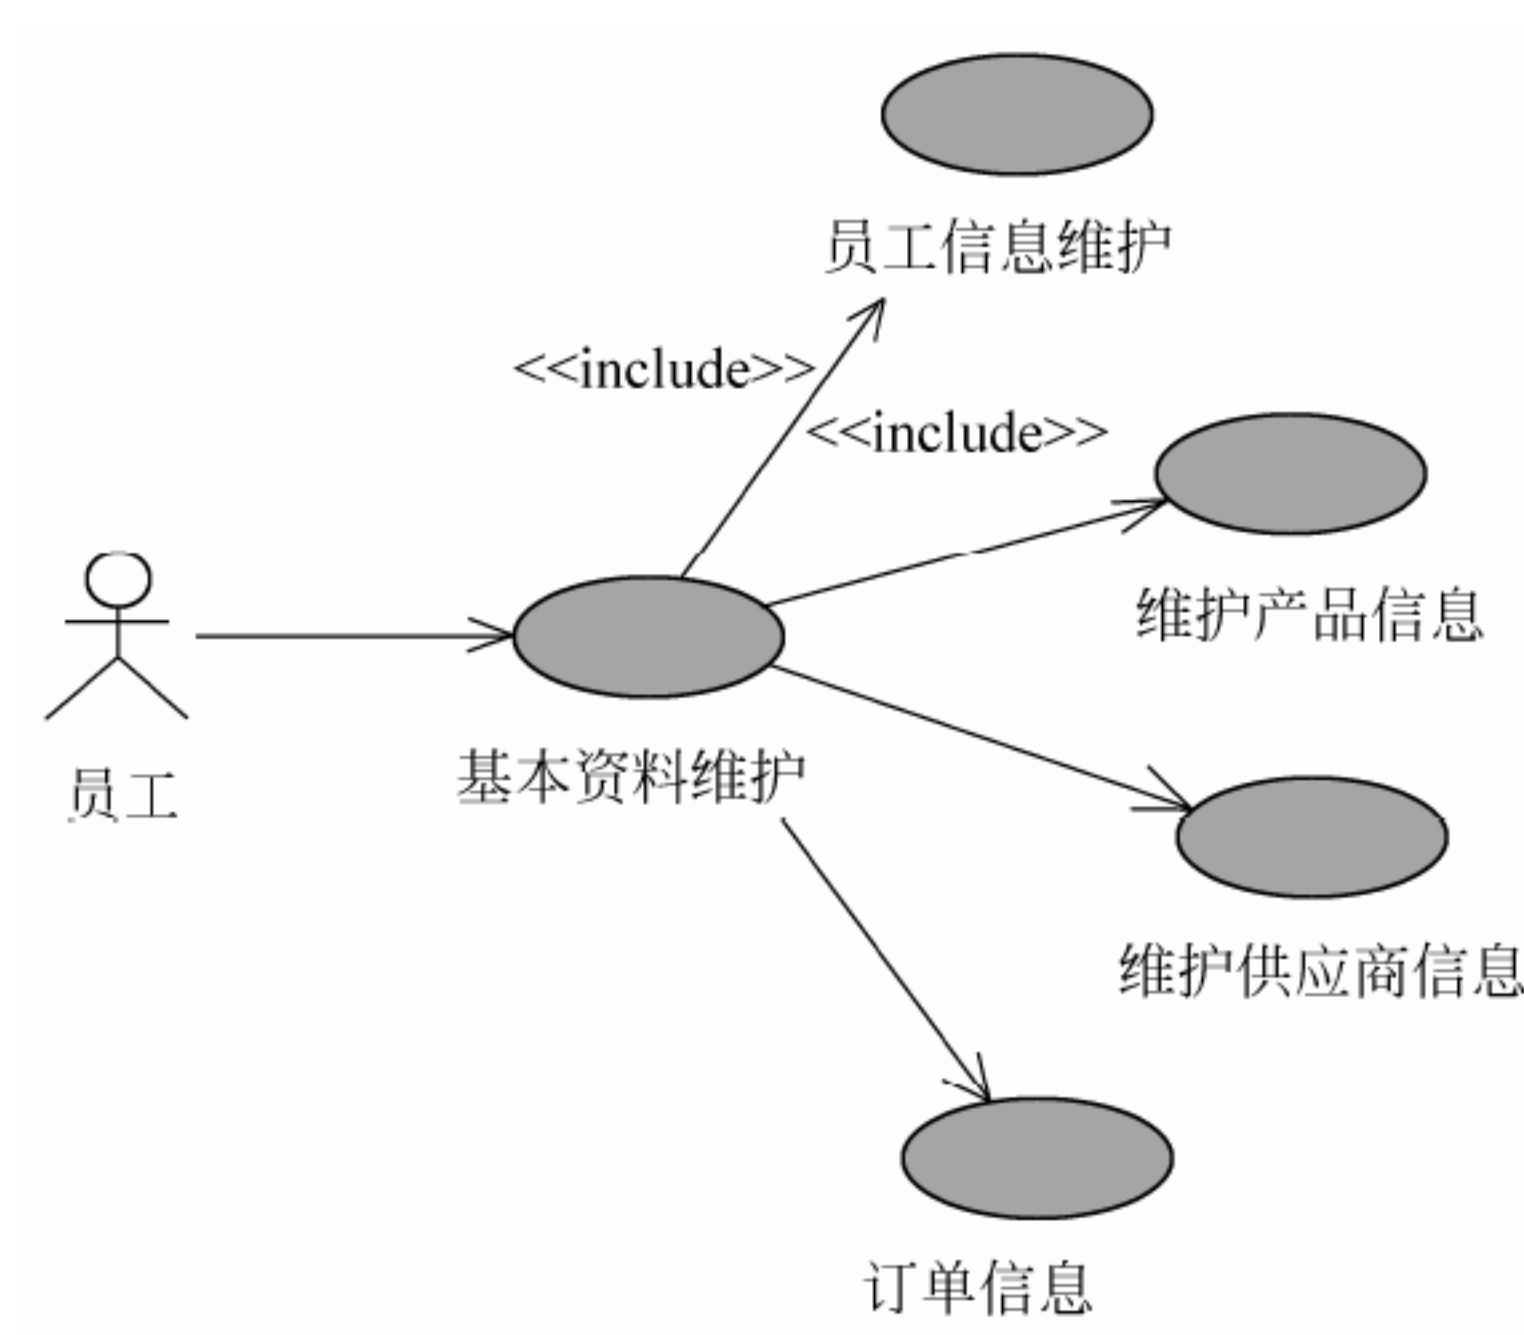 员工信息维护
<<include>>
<<include>>
维护产品信息
员工
基本资料维护
维护供应商信息
订单信息